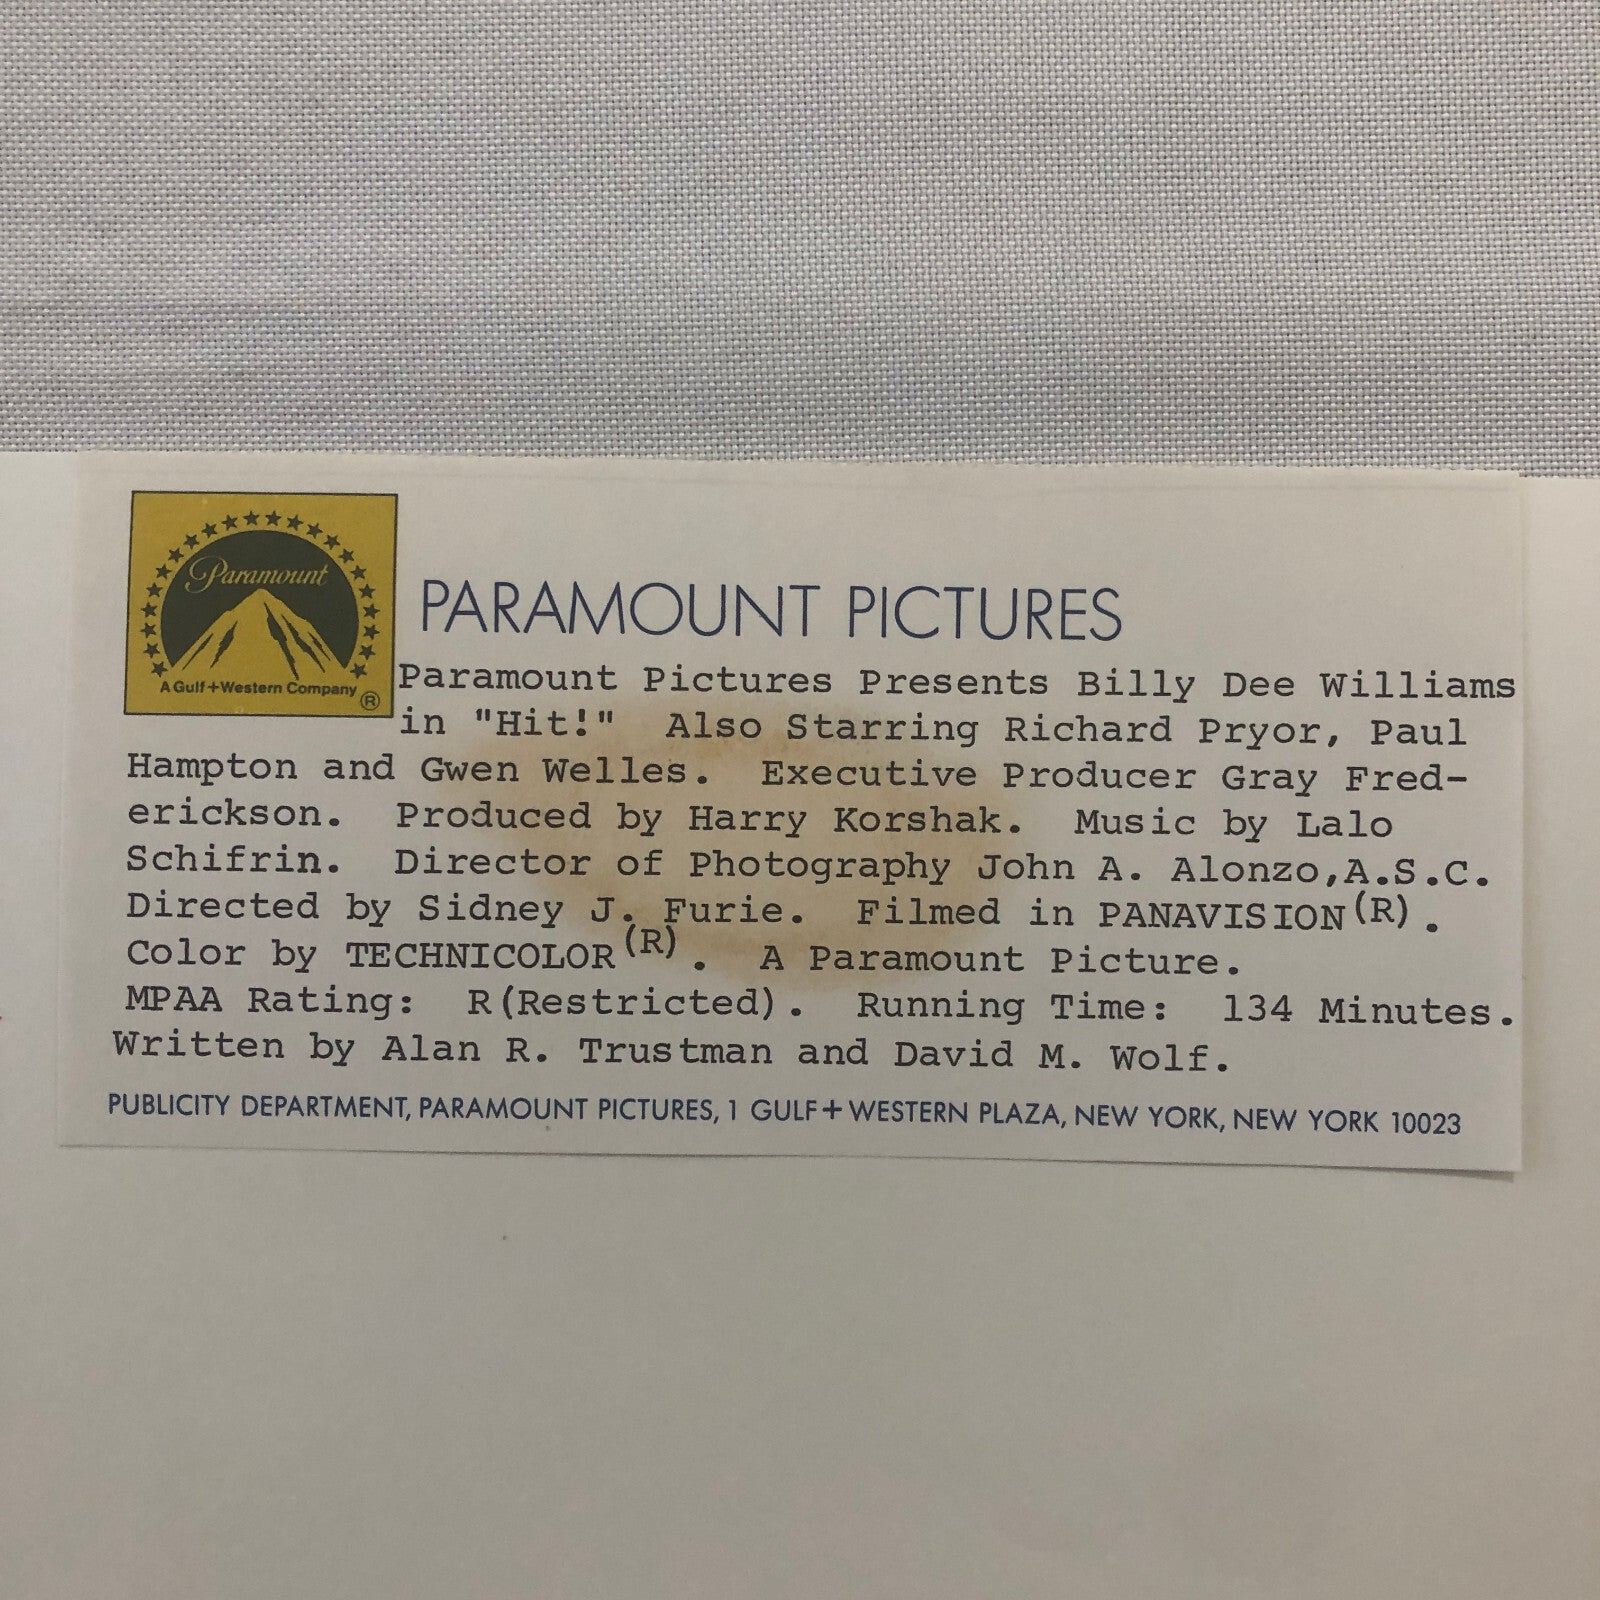 Paramount
A Gulf+Western Company ®
PARAMOUNT PICTURES
Paramount Pictures Presents Billy Dee Williams
in "Hit!"  Also Starring Richard Pryor, Paul
Hampton and Gwen Welles.  Executive Producer Gray Fred-
erickson.  Produced by Harry Korshak.  Music by Lalo
Schifrin.  Director of Photography John A. Alonzo,A.S.C.
Directed by Sidney J. Furie.  Filmed in PANAVISION(R).
Color by TECHNICOLOR(R).  A Paramount Picture.
MPAA Rating:  R(Restricted).  Running Time:  134 Minutes.
Written by Alan R. Trustman and David M. Wolf.
PUBLICITY DEPARTMENT, PARAMOUNT PICTURES, 1 GULF+WESTERN PLAZA, NEW YORK, NEW YORK 10023